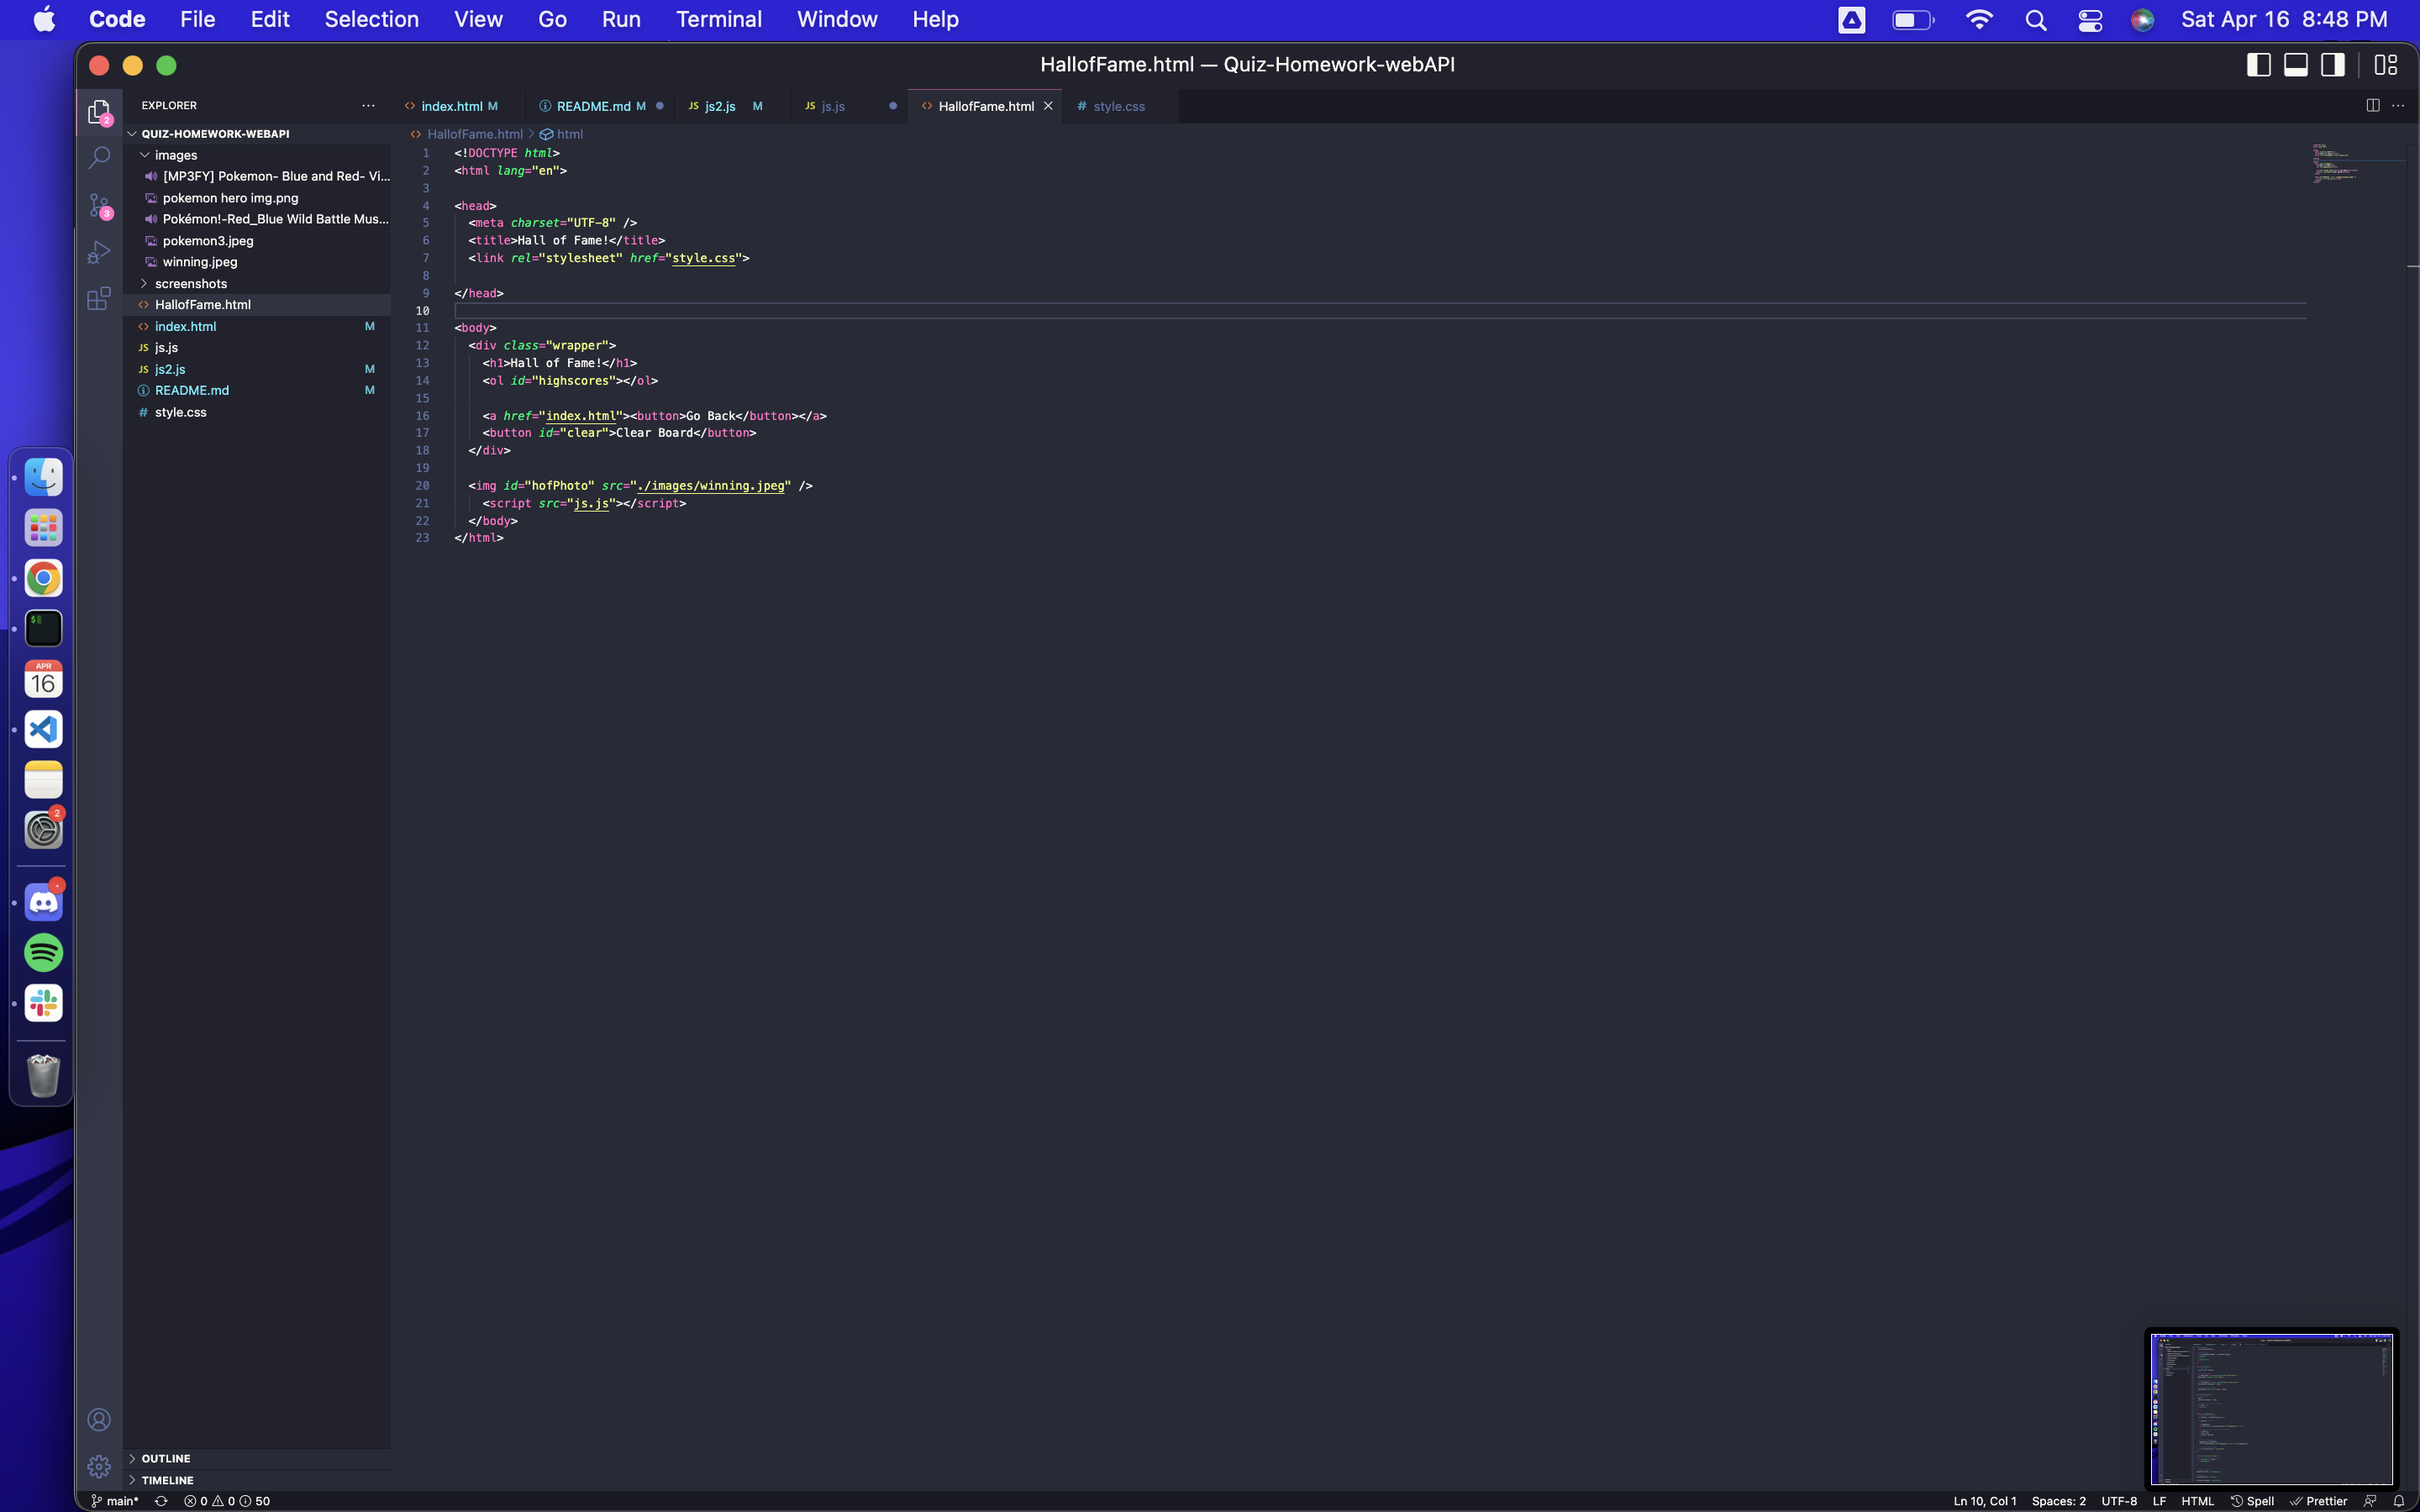 Code File Edit Selection View Go Run Terminal Window Help Sat Apr 16 8:48 PM
HallofFame.html — Quiz-Homework-webAPI
EXPLORER
index.html M README.md M JS js2.js M JS js.js HallofFame.html # style.css
2
QUIZ-HOMEWORK-WEBAPI
HallofFame.html > html
images
[MP3FY] Pokemon- Blue and Red- Vi...
pokemon hero img.png
3
Pokémon!-Red_Blue Wild Battle Mus...
pokemon3.jpeg
winning.jpeg
screenshots
HallofFame.html
index.html M
JS js.js
JS js2.js M
README.md M
# style.css
1 <!DOCTYPE html>
2 <html lang="en">
3
4 <head>
5 <meta charset="UTF-8" />
6 <title>Hall of Fame!</title>
7 <link rel="stylesheet" href="style.css">
8
9 </head>
10
11 <body>
12 <div class="wrapper">
13 <h1>Hall of Fame!</h1>
14 <ol id="highscores"></ol>
15
16 <a href="index.html"><button>Go Back</button></a>
17 <button id="clear">Clear Board</button>
18 </div>
19
20 <img id="hofPhoto" src="./images/winning.jpeg" />
21 <script src="js.js"></script>
22 </body>
23 </html>
$
APR
16
2
OUTLINE
TIMELINE
main* 0 0 50 Ln 10, Col 1 Spaces: 2 UTF-8 LF HTML Spell Prettier